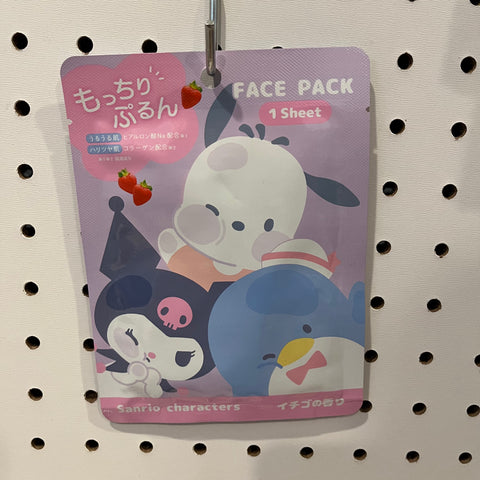 もっちり
ぷるん
FACE PACK
1 Sheet
うるうる肌 ヒアルロン酸Na配合※1
ハリツヤ肌 コラーゲン配合※2
Sanrio characters
イチゴの香り